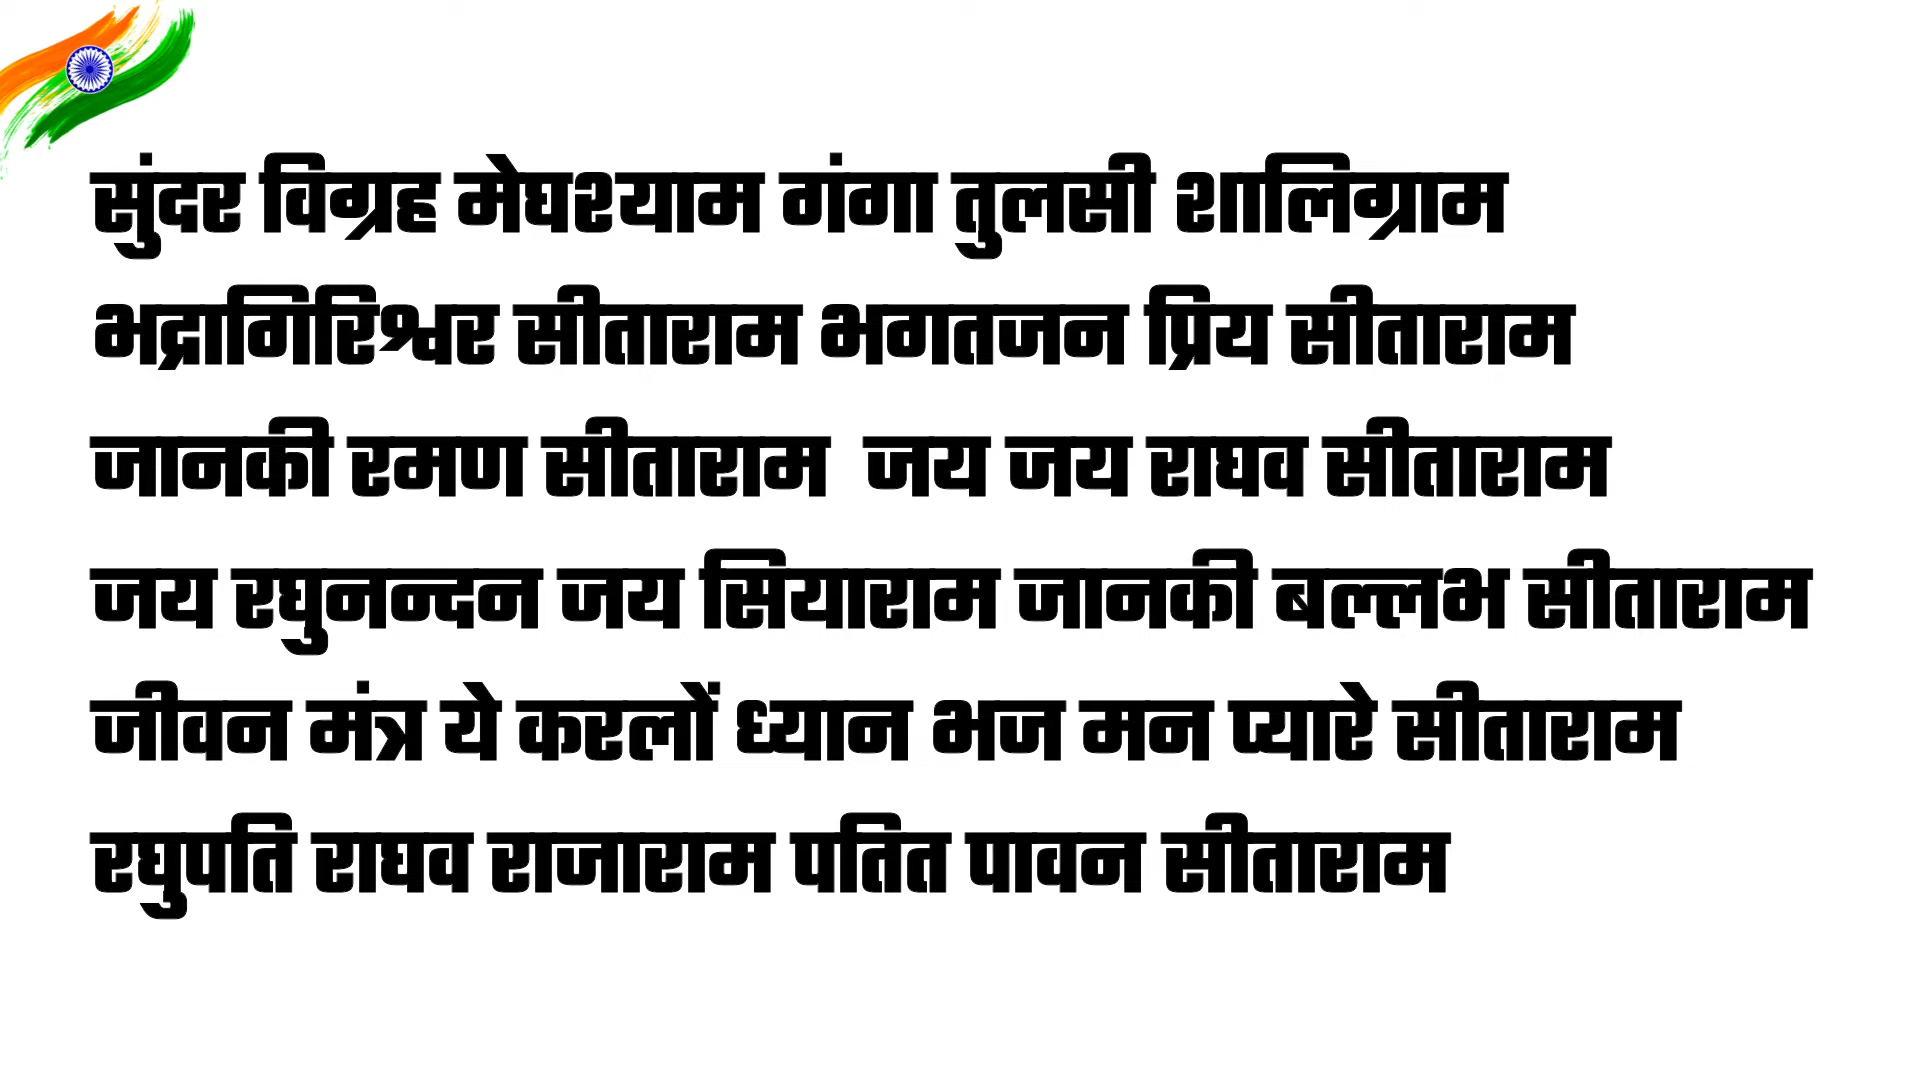 सुंदर विग्रह मेघश्याम गंगा तुलसी शालिग्राम
भद्रागिरिश्वर सीताराम भगतजन प्रिय सीताराम
जानकी रमण सीताराम  जय जय राघव सीताराम
जय रघुनन्दन जय सियाराम जानकी बल्लभ सीताराम
जीवन मंत्र ये करलों ध्यान भज मन प्यारे सीताराम
रघुपति राघव राजाराम पतित पावन सीताराम